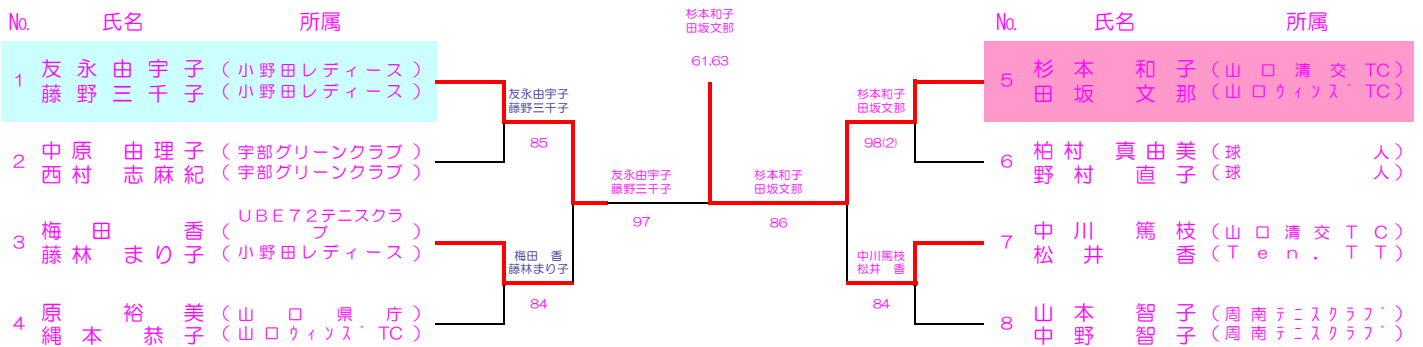 No. 氏名 所属
1 友永由宇子 (小野田レディース)
藤野三千子 (小野田レディース)
2 中原 由理子 (宇部グリーンクラブ)
西村 志麻紀 (宇部グリーンクラブ)
3 梅田 香 (UBE72テニスクラブ)
藤林 まり子 (小野田レディース)
4 原 裕美 (山口県庁)
縄本 恭子 (山口ウィンズTC)
友永由宇子
藤野三千子
85
梅田 香
藤林まり子
84
友永由宇子
藤野三千子
97
杉本和子
田坂文那
61.63
杉本和子
田坂文那
86
杉本和子
田坂文那
98(2)
中川篤枝
松井 香
84
No. 氏名 所属
5 杉本 和子 (山口清交TC)
田坂 文那 (山口ウィンズTC)
6 柏村 真由美 (球人)
野村 直子 (球人)
7 中川 篤枝 (山口清交TC)
松井 香 (Ten.TT)
8 山本 智子 (周南テニスクラブ)
中野 智子 (周南テニスクラブ)